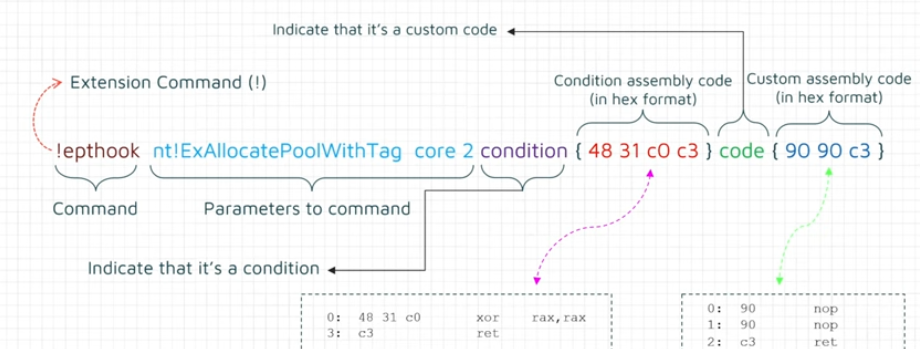 Indicate that it's a custom code
Extension Command (!)
Condition assembly code
(in hex format)
Custom assembly code
(in hex format)
!epthook nt!ExAllocatePoolWithTag core 2 condition { 48 31 c0 c3 } code { 90 90 c3 }
Command
Parameters to command
Indicate that it's a condition
0: 48 31 c0 xor rax,rax
3: c3 ret
0: 90 nop
1: 90 nop
2: c3 ret